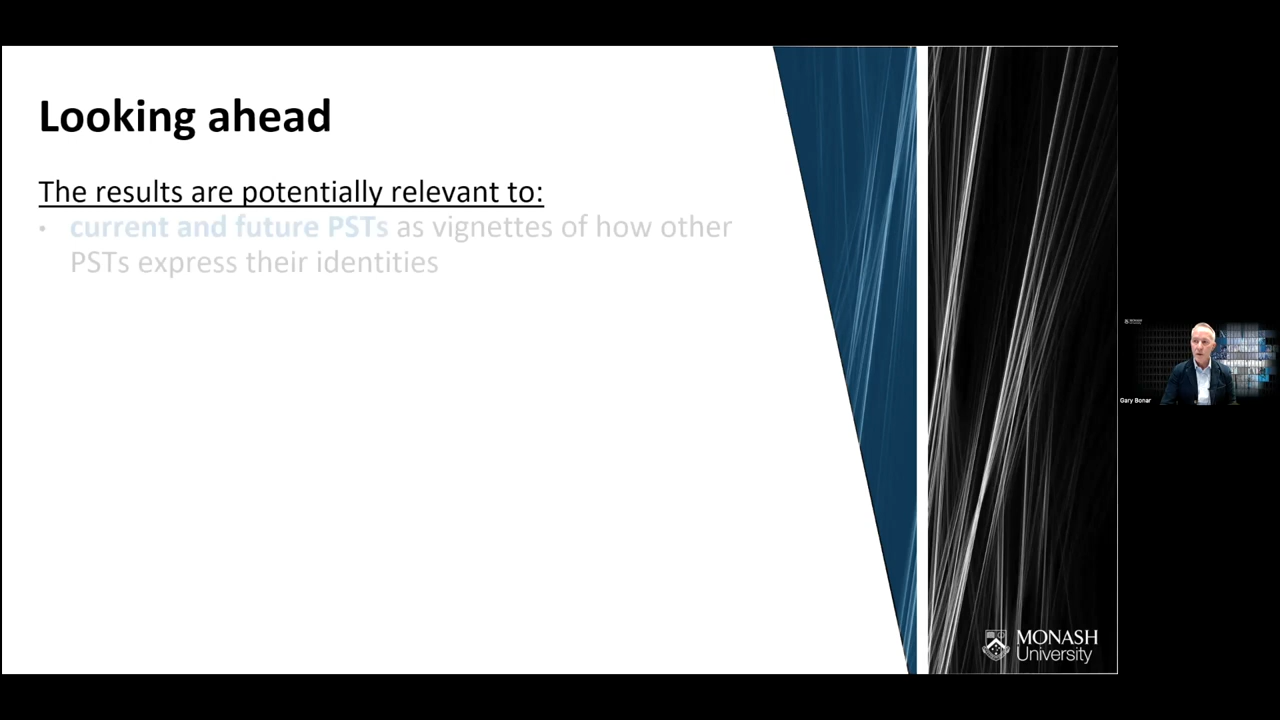 Looking ahead
The results are potentially relevant to:
• current and future PSTs as vignettes of how other
PSTs express their identities
MONASH
University
Gary Bonar